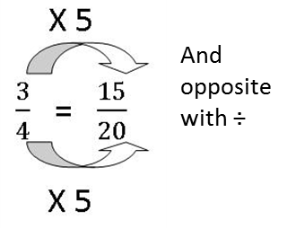 X 5
3/4 = 15/20
And
opposite
with ÷
X 5